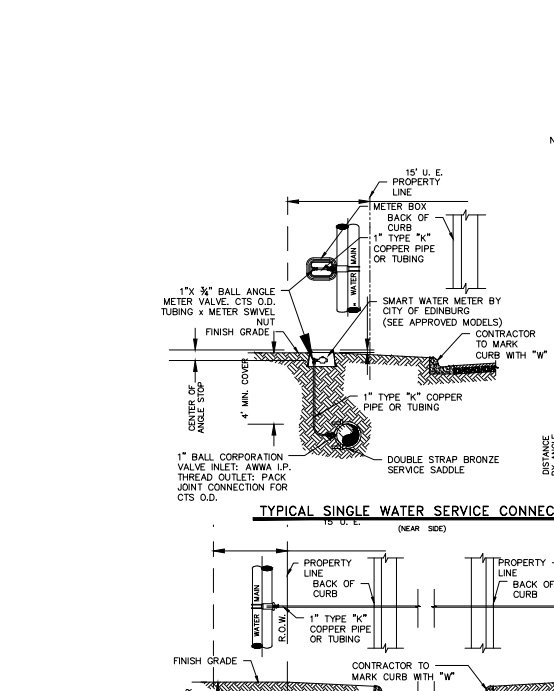 N
15' U. E.
PROPERTY
LINE
METER BOX
BACK OF
CURB
1" TYPE "K"
COPPER PIPE
OR TUBING
WATER MAIN
1"X ¾" BALL ANGLE
METER VALVE. CTS O.D.
TUBING x METER SWIVEL
NUT
SMART WATER METER BY
CITY OF EDINBURG
(SEE APPROVED MODELS)
FINISH GRADE
CONTRACTOR
TO MARK
CURB WITH "W"
CENTER OF
ANGLE STOP
4' MIN. COVER
1" TYPE "K" COPPER
PIPE OR TUBING
1" BALL CORPORATION
VALVE INLET: AWWA I.P.
THREAD OUTLET: PACK
JOINT CONNECTION FOR
CTS O.D.
DOUBLE STRAP BRONZE
SERVICE SADDLE
DISTANCE
TYPICAL SINGLE WATER SERVICE CONNEC
(NEAR SIDE)
15' U. E.
PROPERTY
LINE
BACK OF
CURB
PROPERTY
LINE
BACK OF
CURB
WATER MAIN
R.O.W.
1" TYPE "K"
COPPER PIPE
OR TUBING
FINISH GRADE
CONTRACTOR TO
MARK CURB WITH "W"